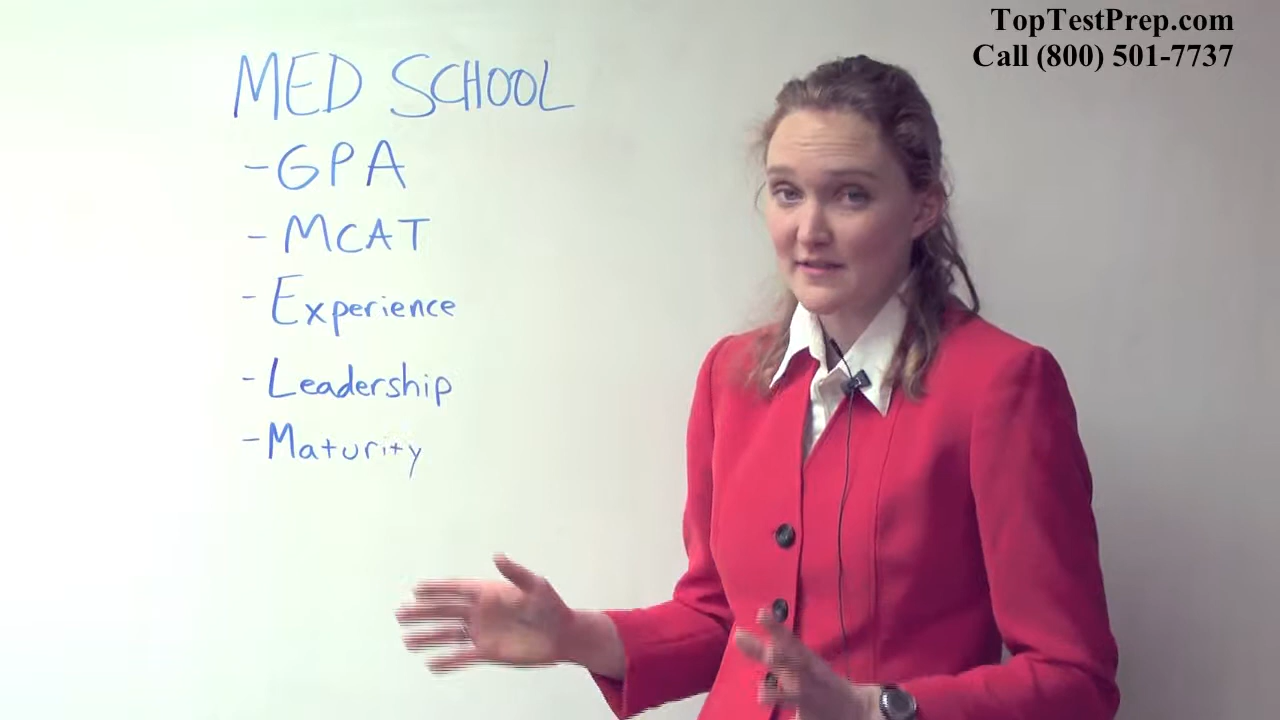 TopTestPrep.com
Call (800) 501-7737
MED SCHOOL
-GPA
-MCAT
-Experience
-Leadership
-Maturity